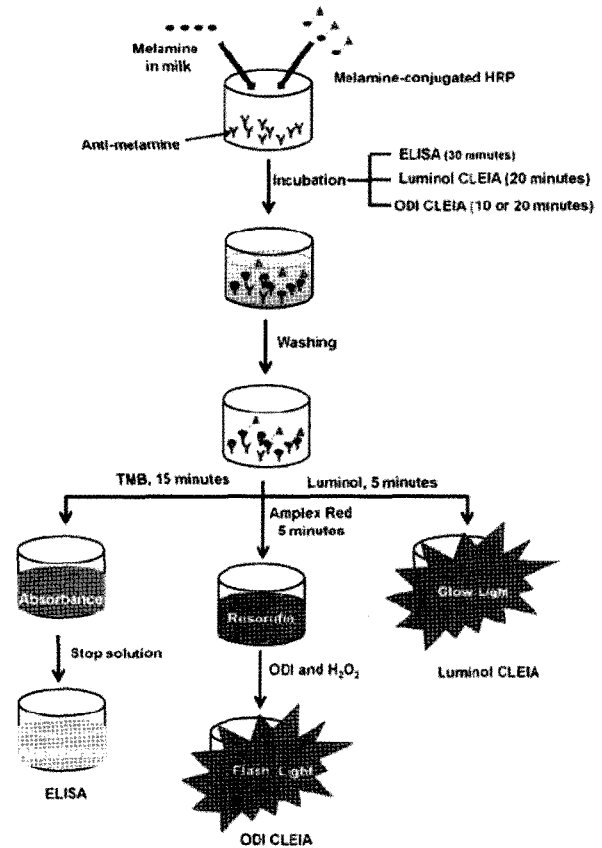 Melamine
in milk
Melamine-conjugated HRP
Anti-melamine
Incubation
ELISA (30 minutes)
Luminol CLEIA (20 minutes)
ODI CLEIA (10 or 20 minutes)
Washing
TMB, 15 minutes
Luminol, 5 minutes
Amplex Red
5 minutes
Absorbance
Resorufin
Glow Light
Stop solution
ODI and H₂O₂
Luminol CLEIA
Flash Light
ELISA
ODI CLEIA